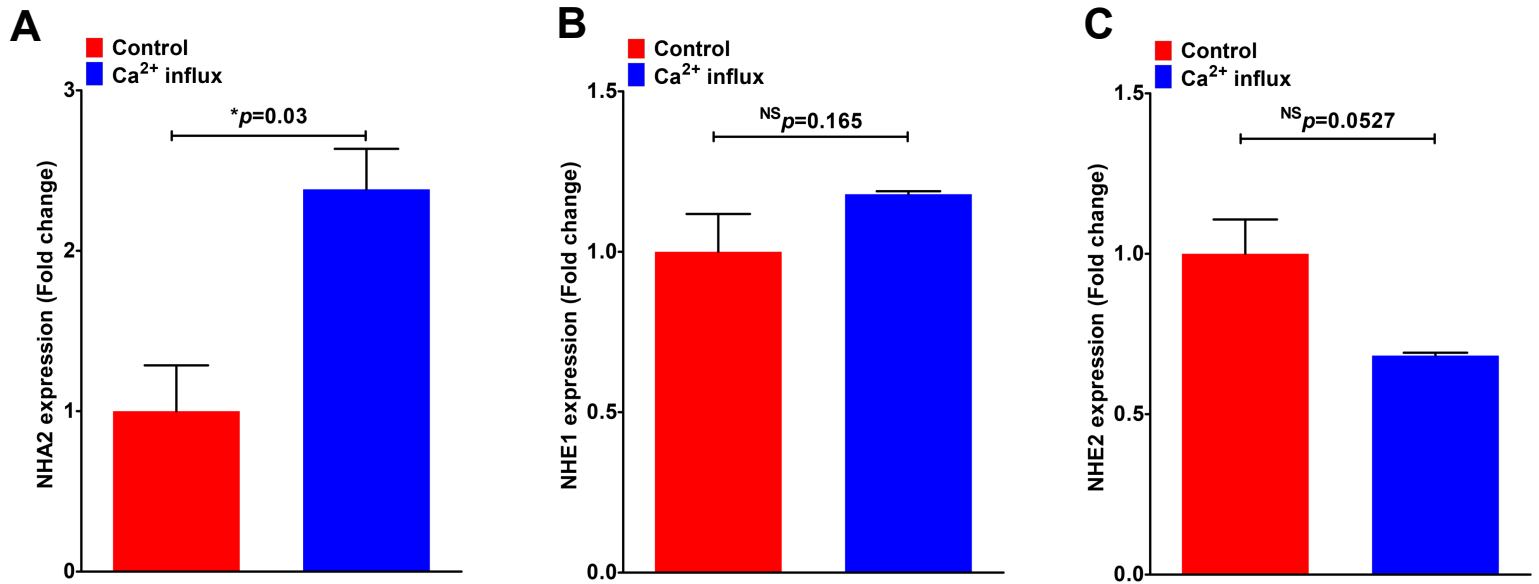 A
Control
Ca2+ influx
*p=0.03
NHA2 expression (Fold change)
3
2
1
0
B
Control
Ca2+ influx
NSp=0.165
NHE1 expression (Fold change)
1.5
1.0
0.5
0.0
C
Control
Ca2+ influx
NSp=0.0527
NHE2 expression (Fold change)
1.5
1.0
0.5
0.0